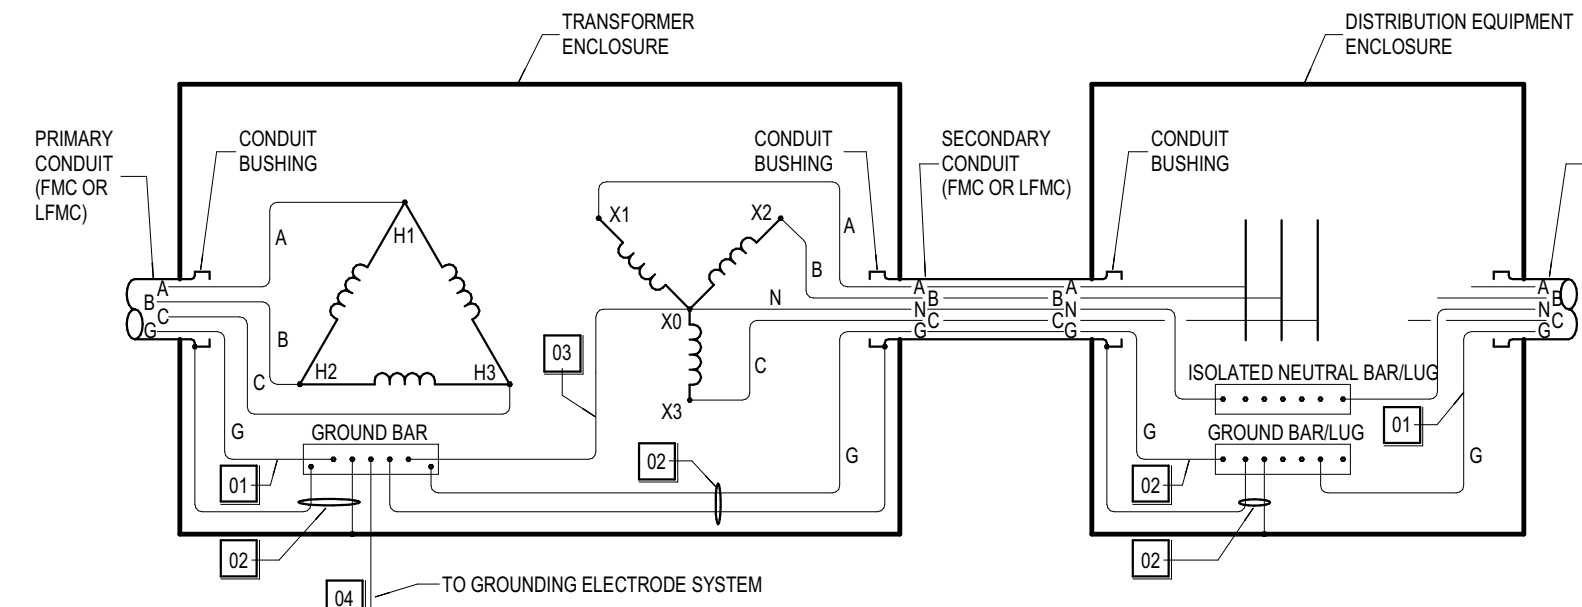 TRANSFORMER
ENCLOSURE
DISTRIBUTION EQUIPMENT
ENCLOSURE
PRIMARY
CONDUIT
(FMC OR
LFMC)
CONDUIT
BUSHING
CONDUIT
BUSHING
SECONDARY
CONDUIT
(FMC OR LFMC)
CONDUIT
BUSHING
A
B
C
G
A
B
C
G
H1
H2
H3
X1
X2
X0
X3
A
B
N
C
G
A
B
N
C
G
A
B
N
C
G
A
B
N
C
G
03
GROUND BAR
01
02
02
04
TO GROUNDING ELECTRODE SYSTEM
ISOLATED NEUTRAL BAR/LUG
GROUND BAR/LUG
G
G
01
02
02